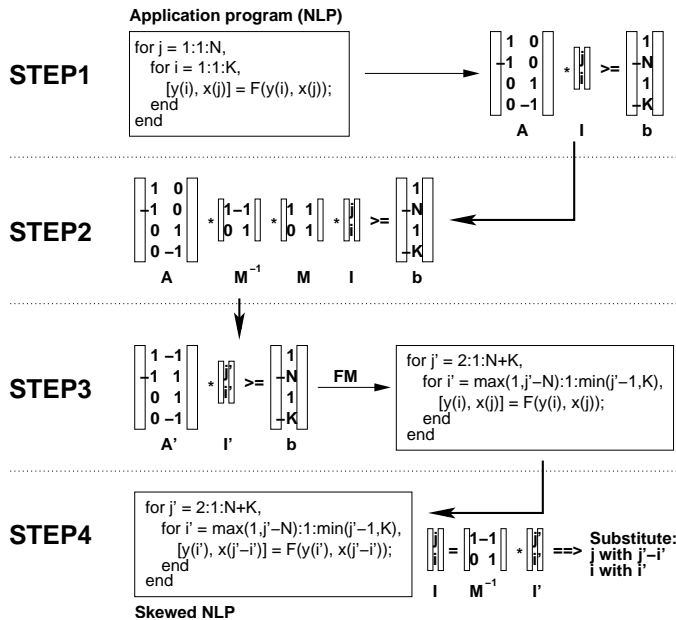 Application program (NLP)
STEP1
for j = 1:1:N,
for i = 1:1:K,
[y(i), x(j)] = F(y(i), x(j));
end
end
1 0
−1 0
0 1
0 −1
*
j
i
>=
1
−N
1
−K
A I b
STEP2
1 0
−1 0
0 1
0 −1
*
1 −1
0 1
*
1 1
0 1
*
j
i
>=
1
−N
1
−K
A M−1 M I b
STEP3
1 −1
−1 1
0 1
0 −1
*
j'
i'
>=
1
−N
1
−K
A' I' b
FM
for j' = 2:1:N+K,
for i' = max(1,j'−N):1:min(j'−1,K),
[y(i), x(j)] = F(y(i), x(j));
end
end
STEP4
for j' = 2:1:N+K,
for i' = max(1,j'−N):1:min(j'−1,K),
[y(i'), x(j'−i')] = F(y(i'), x(j'−i'));
end
end
Skewed NLP
j
i
=
1 −1
0 1
*
j'
i'
==>
I M−1 I'
Substitute:
j with j'−i'
i with i'